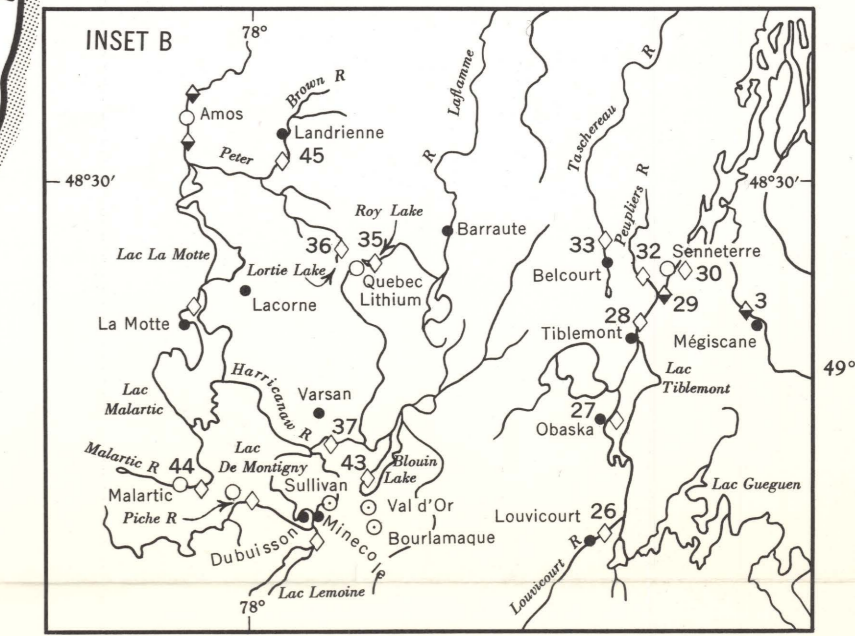 INSET B
78°
Amos
Brown R
Landrienne
Peter
45
48°30'
48°30'
Laflamme
R
Taschereau
R
Peupliers R
Roy Lake
36
35
Barraute
33
32
Senneterre
30
Lac La Motte
Lortie Lake
Quebec
Lithium
Belcourt
29
3
Lacorne
28
La Motte
Tiblemont
Mégiscane
Lac
Tiblemont
49°
Harricanaw R
Varsan
Lac
Malartic
37
27
Obaska
Malartic R
44
Lac
De Montigny
43
Blouin
Lake
Sullivan
Malartic
Val d'Or
Lac Gueguen
Piche R
Bourlamaque
Louvicourt
26
Dubuisson
Minecole
Louvicourt R
Lac Lemoine
78°